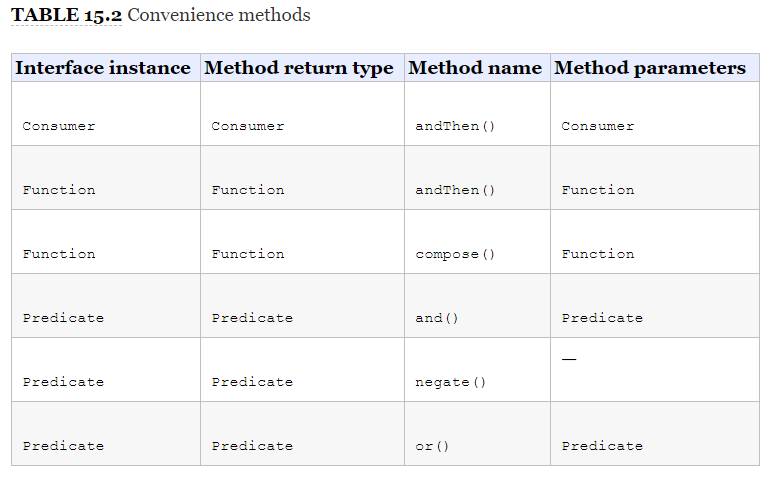 TABLE 15.2 Convenience methods
Interface instance Method return type Method name Method parameters
Consumer Consumer andThen() Consumer
Function Function andThen() Function
Function Function compose() Function
Predicate Predicate and() Predicate
Predicate Predicate negate() —
Predicate Predicate or() Predicate